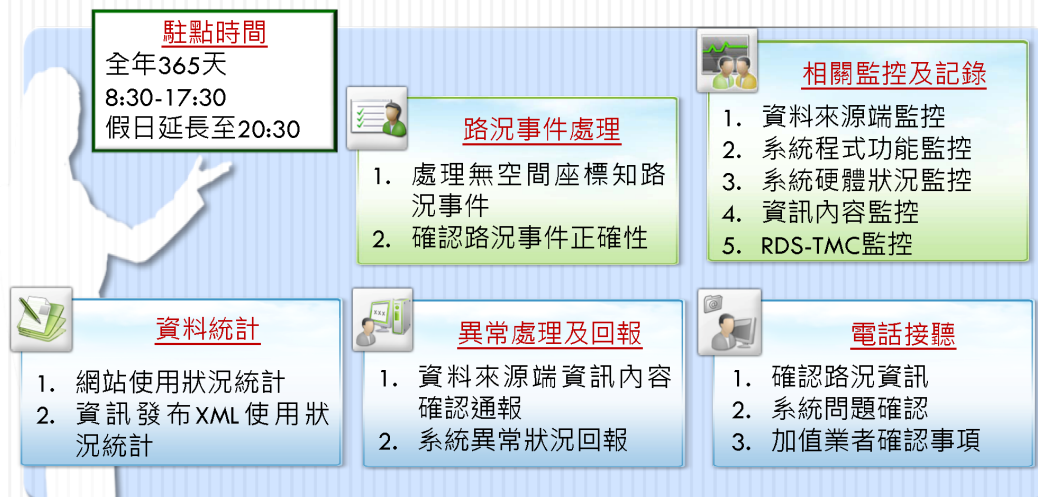 駐點時間
全年365天
8:30-17:30
假日延長至20:30
路況事件處理
1. 處理無空間座標知路
況事件
2. 確認路況事件正確性
相關監控及記錄
1. 資料來源端監控
2. 系統程式功能監控
3. 系統硬體狀況監控
4. 資訊內容監控
5. RDS-TMC監控
資料統計
1. 網站使用狀況統計
2. 資訊發布XML使用狀
況統計
異常處理及回報
1. 資料來源端資訊內容
確認通報
2. 系統異常狀況回報
電話接聽
1. 確認路況資訊
2. 系統問題確認
3. 加值業者確認事項